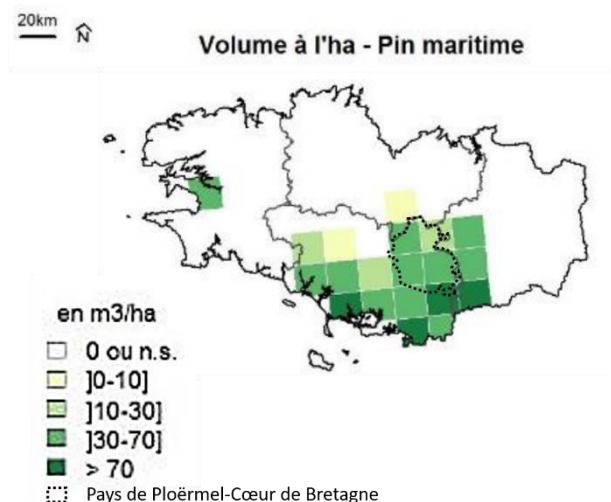 20km
N
Volume à l'ha - Pin maritime
en m3/ha
0 ou n.s.
]0-10]
]10-30]
]30-70]
> 70
Pays de Ploërmel-Cœur de Bretagne